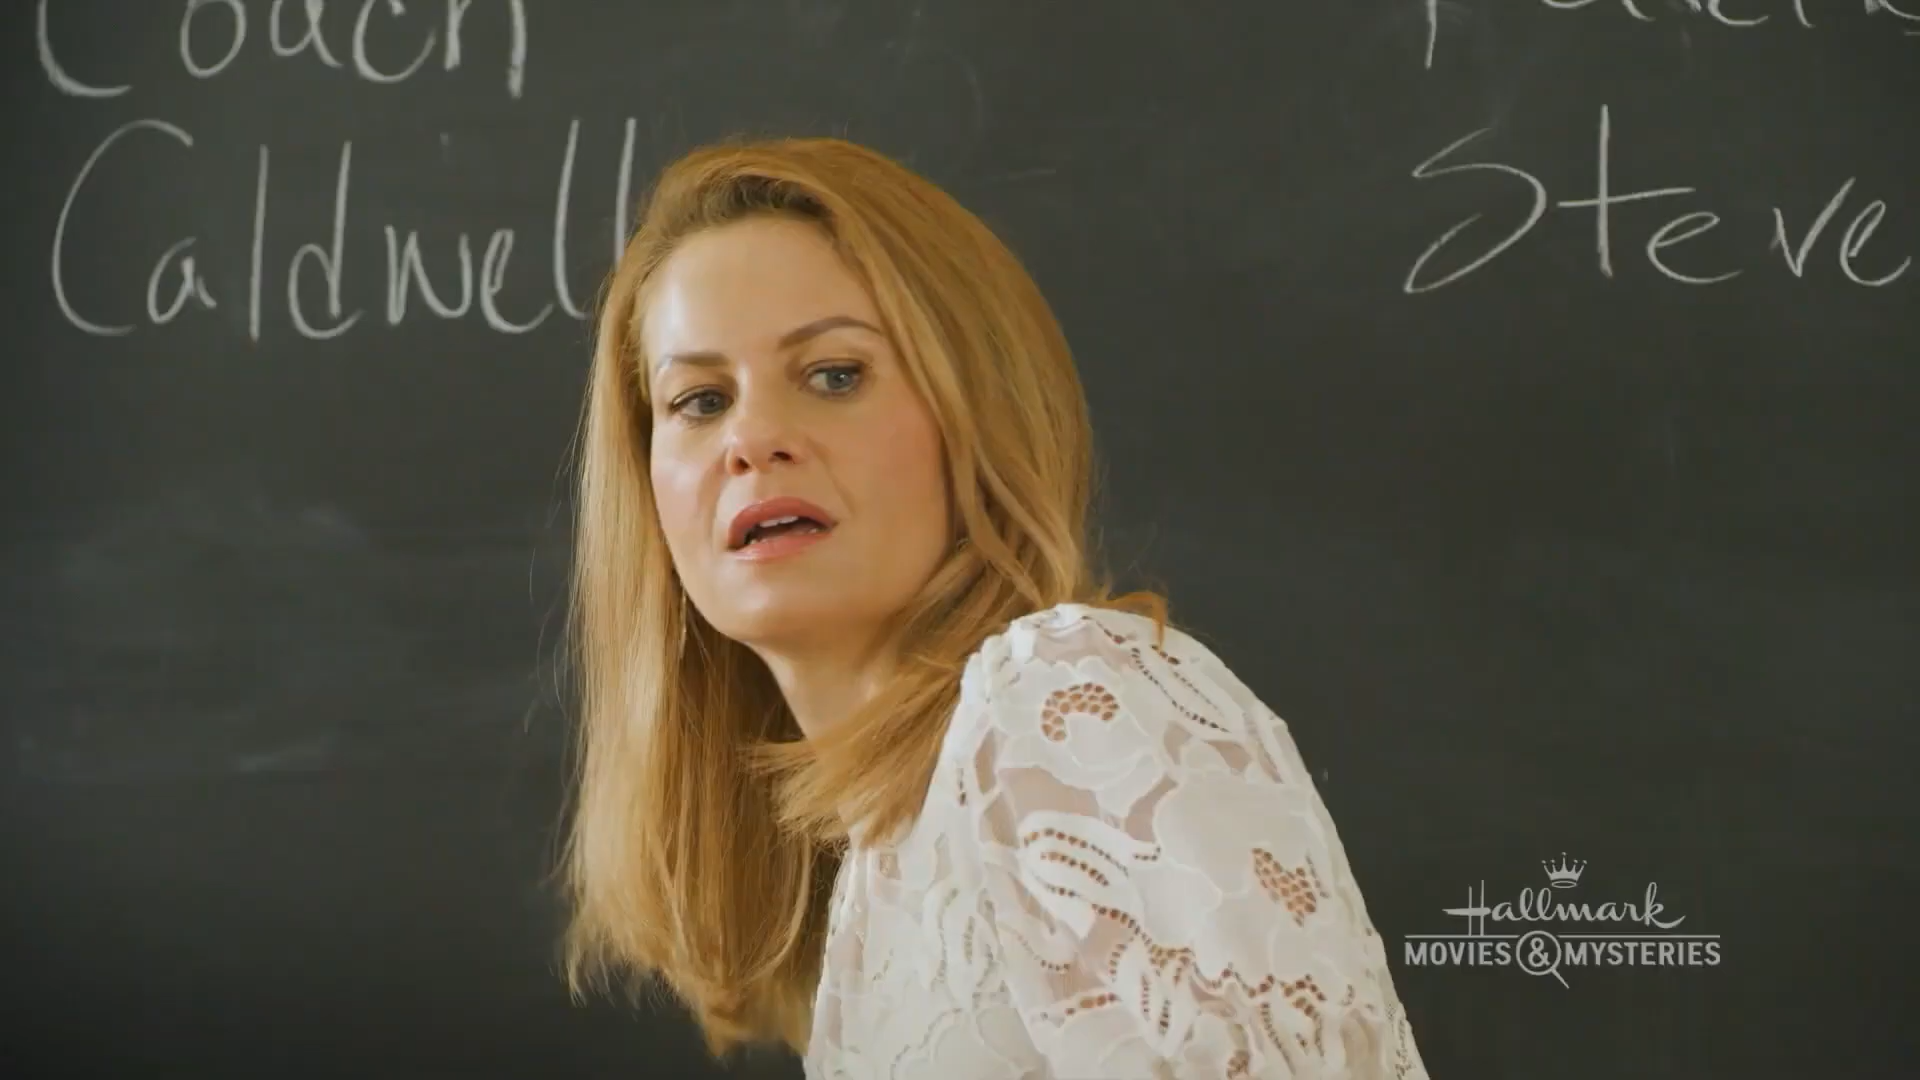 Coach
Caldwell
Steve
Hallmark
MOVIES & MYSTERIES